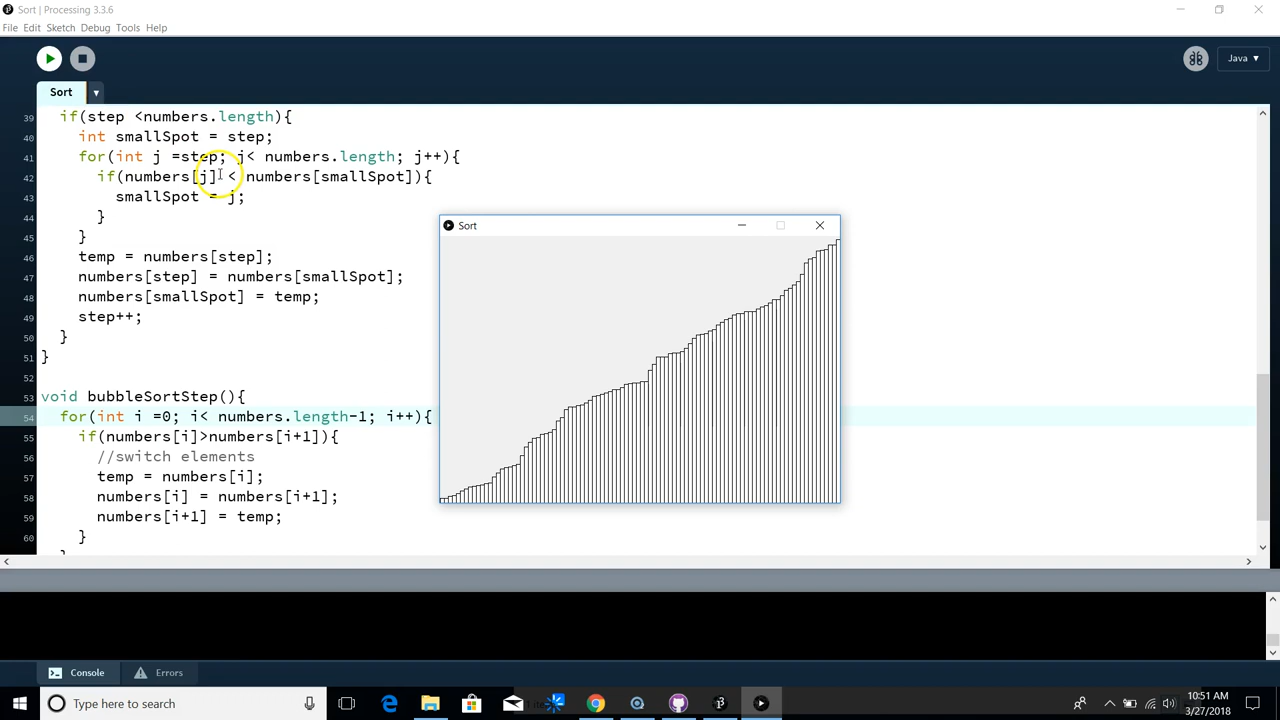 Sort | Processing 3.3.6
File Edit Sketch Debug Tools Help
Java ▾
Sort
39 if(step <numbers.length){
40 int smallSpot = step;
41 for(int j =step; j< numbers.length; j++){
42 if(numbers[j] < numbers[smallSpot]){
43 smallSpot = j;
44 }
45 }
46 temp = numbers[step];
47 numbers[step] = numbers[smallSpot];
48 numbers[smallSpot] = temp;
49 step++;
50 }
51 }
52
53 void bubbleSortStep(){
54 for(int i =0; i< numbers.length-1; i++){
55 if(numbers[i]>numbers[i+1]){
56 //switch elements
57 temp = numbers[i];
58 numbers[i] = numbers[i+1];
59 numbers[i+1] = temp;
60 }
Sort
Console Errors
Type here to search
10:51 AM
3/27/2018